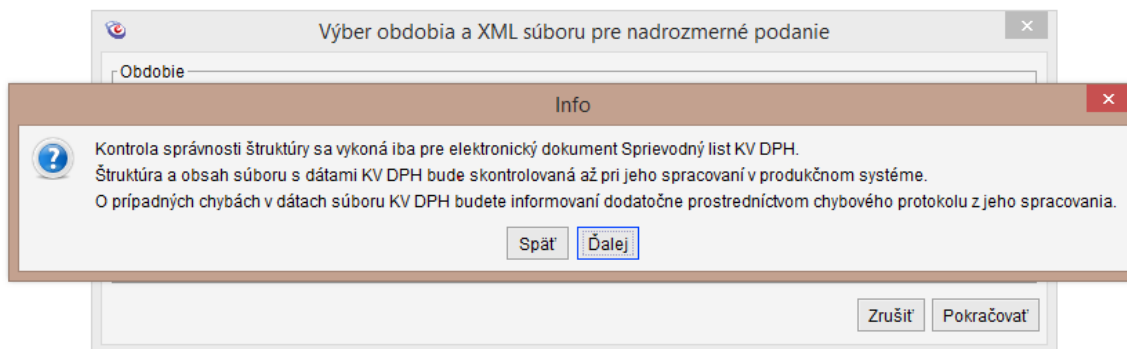 Výber obdobia a XML súboru pre nadrozmerné podanie
Obdobie
Info
Kontrola správnosti štruktúry sa vykoná iba pre elektronický dokument Sprievodný list KV DPH.
Štruktúra a obsah súboru s dátami KV DPH bude skontrolovaná až pri jeho spracovaní v produkčnom systéme.
O prípadných chybách v dátach súboru KV DPH budete informovaní dodatočne prostredníctvom chybového protokolu z jeho spracovania.
Späť Ďalej
Zrušiť Pokračovať